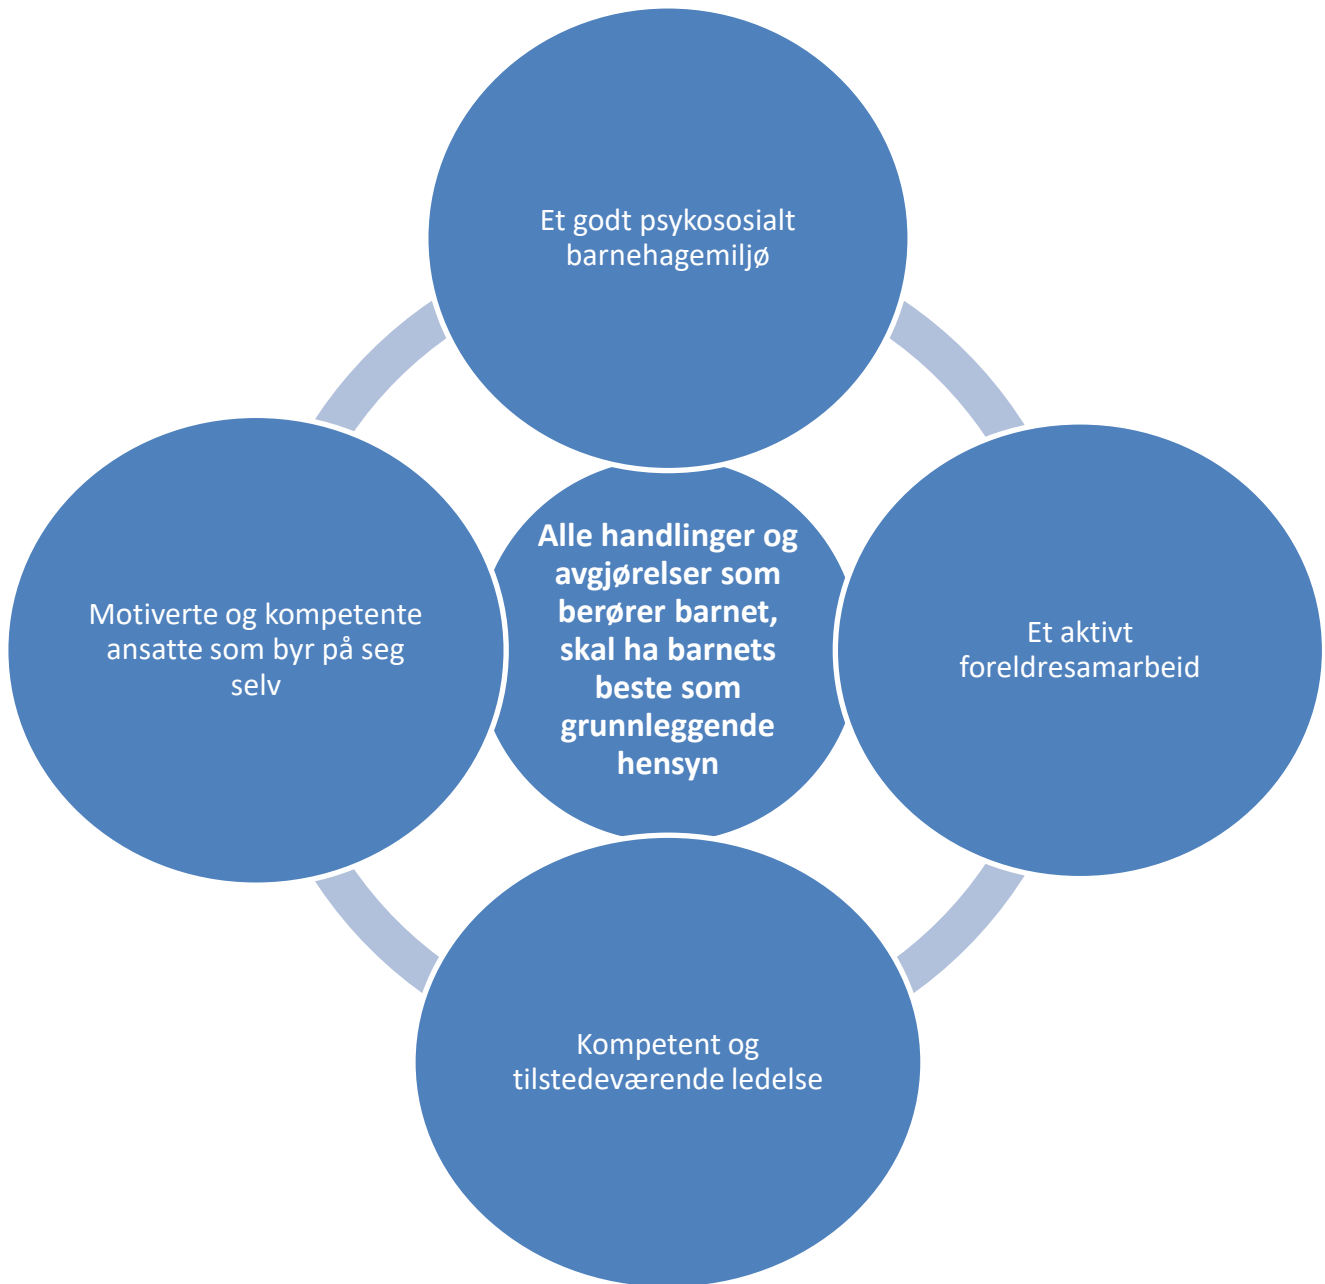 Et godt psykososialt
barnehagemiljø
Alle handlinger og
avgjørelser som
berører barnet,
skal ha barnets
beste som
grunnleggende
hensyn
Motiverte og kompetente
ansatte som byr på seg
selv
Et aktivt
foreldresamarbeid
Kompetent og
tilstedeværende ledelse